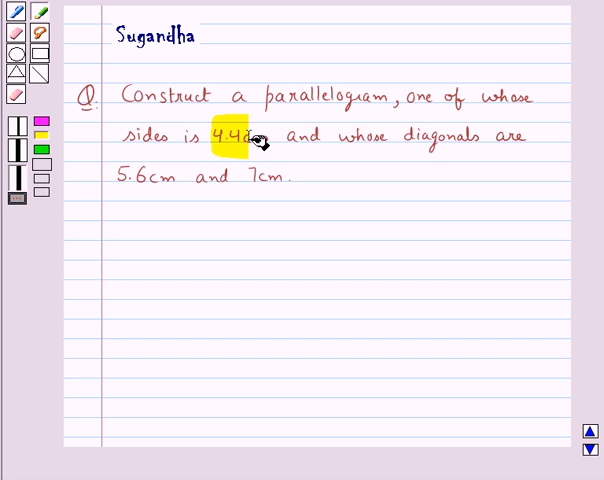 Sugandha
Q. Construct a parallelogram, one of whose
sides is 4.4 and whose diagonals are
5.6cm and 7cm.